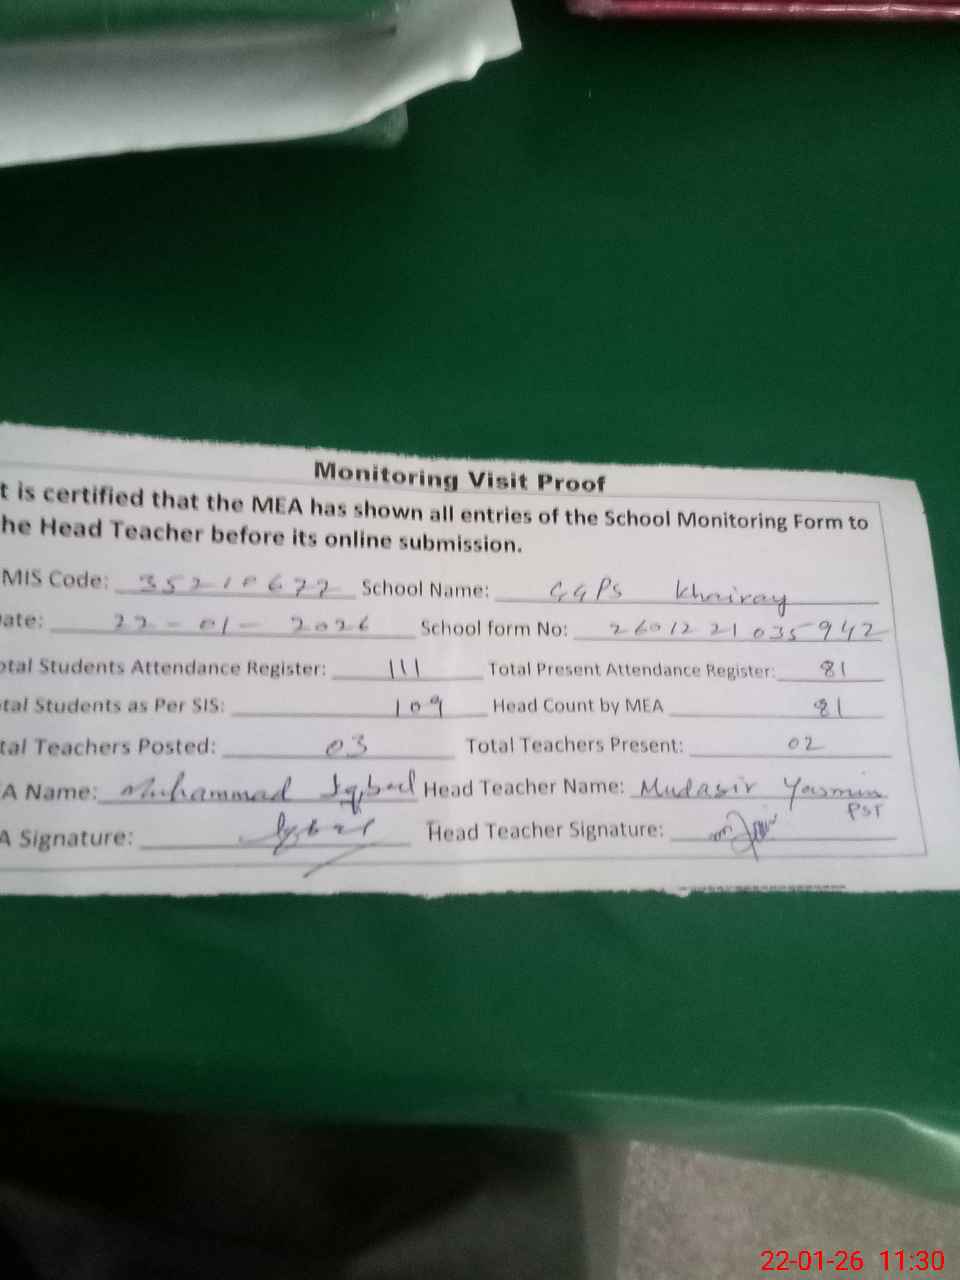 Monitoring Visit Proof
t is certified that the MEA has shown all entries of the School Monitoring Form to
he Head Teacher before its online submission.
MIS Code: 35210677 School Name: GGPS Khairay
ate: 22-01-2026 School form No: 26012221035942
otal Students Attendance Register: 111 Total Present Attendance Register: 81
tal Students as Per SIS: 109 Head Count by MEA 81
tal Teachers Posted: 03 Total Teachers Present: 02
A Name: Muhammad Iqbal Head Teacher Name: Mudasir Yasmin
PST
A Signature: Iqbal Head Teacher Signature:
22-01-26 11:30